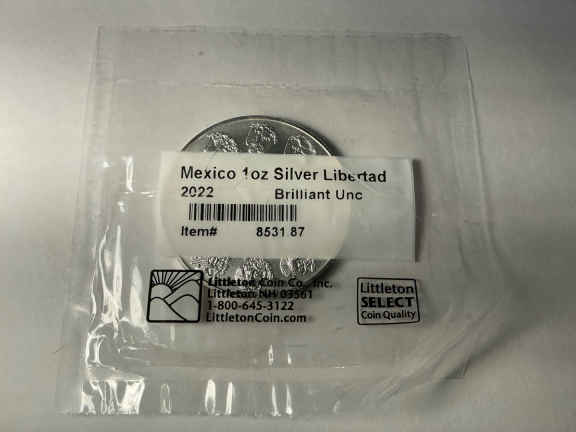 Mexico 1oz Silver Libertad
2022 Brilliant Unc
Item# 8531.87
Littleton Coin Co., Inc.
Littleton NH 03561
1-800-645-3122
LittletonCoin.com
Littleton
SELECT
Coin Quality